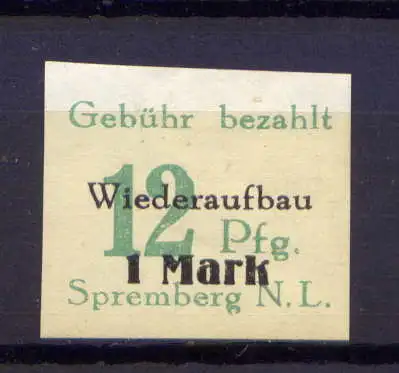 Gebühr bezahlt
Wiederaufbau
12 Pfg.
1 Mark
Spremberg N.L.